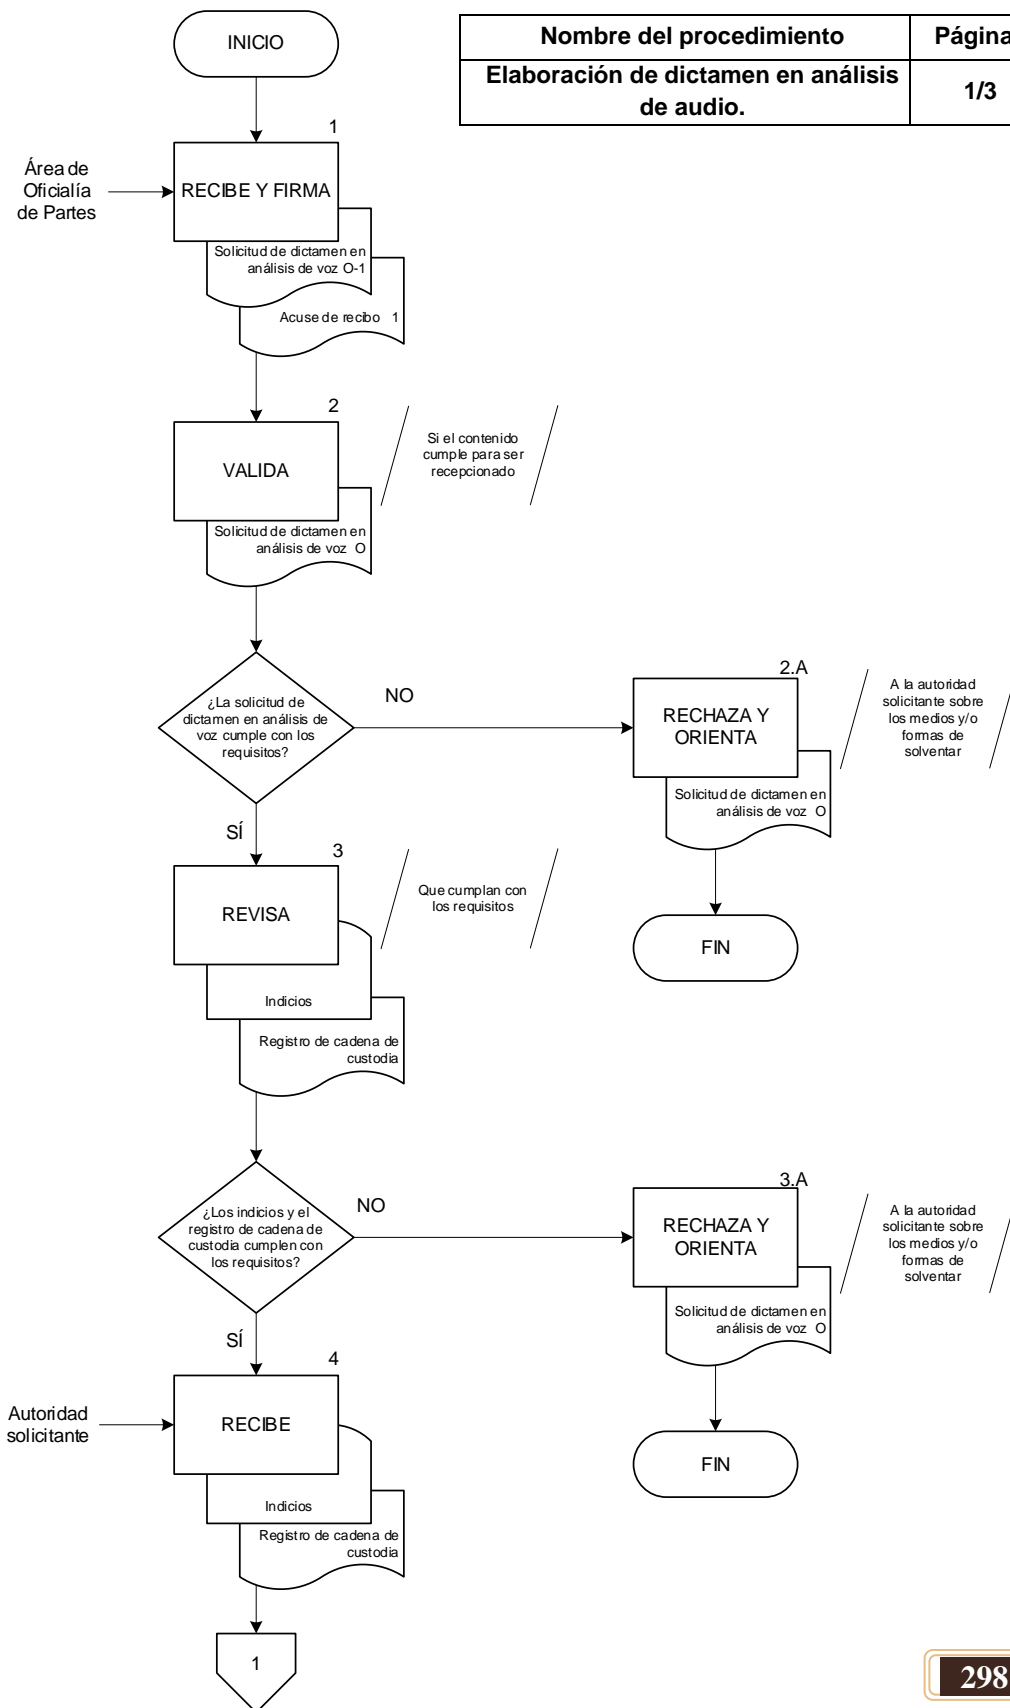 INICIO
Nombre del procedimiento
Página
Elaboración de dictamen en análisis
de audio.
1/3
1
Área de
Oficialía
de Partes
RECIBE Y FIRMA
Solicitud de dictamen en
análisis de voz O-1
Acuse de recibo 1
2
VALIDA
Si el contenido
cumple para ser
recepcionado
Solicitud de dictamen en
análisis de voz O
¿La solicitud de
dictamen en análisis de
voz cumple con los
requisitos?
NO
2.A
RECHAZA Y
ORIENTA
A la autoridad
solicitante sobre
los medios y/o
formas de
solventar
Solicitud de dictamen en
análisis de voz O
FIN
SÍ
3
REVISA
Que cumplan con
los requisitos
Indicios
Registro de cadena de
custodia
¿Los indicios y el
registro de cadena de
custodia cumplen con
los requisitos?
NO
3.A
RECHAZA Y
ORIENTA
A la autoridad
solicitante sobre
los medios y/o
formas de
solventar
Solicitud de dictamen en
análisis de voz O
FIN
SÍ
4
Autoridad
solicitante
RECIBE
Indicios
Registro de cadena de
custodia
1
298